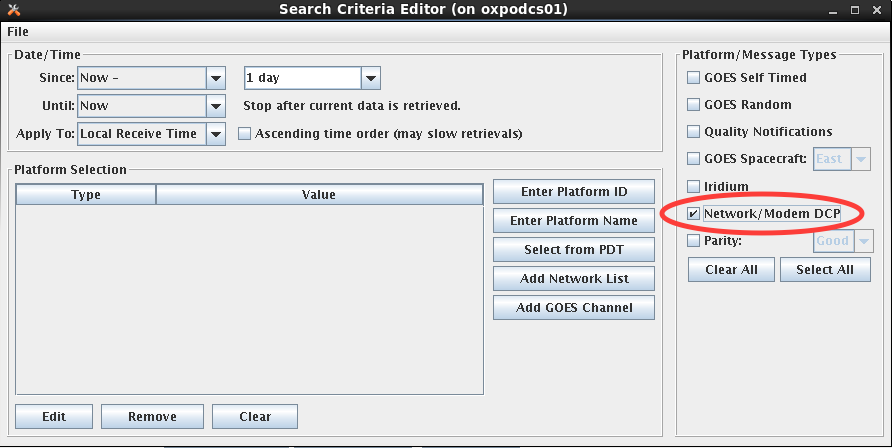 Search Criteria Editor (on oxpodcs01)
File
Date/Time
Since: Now - 1 day
Until: Now Stop after current data is retrieved.
Apply To: Local Receive Time Ascending time order (may slow retrievals)
Platform Selection
Type Value
Enter Platform ID
Enter Platform Name
Select from PDT
Add Network List
Add GOES Channel
Edit Remove Clear
Platform/Message Types
GOES Self Timed
GOES Random
Quality Notifications
GOES Spacecraft: East
Iridium
Network/Modem DCP
Parity: Good
Clear All Select All